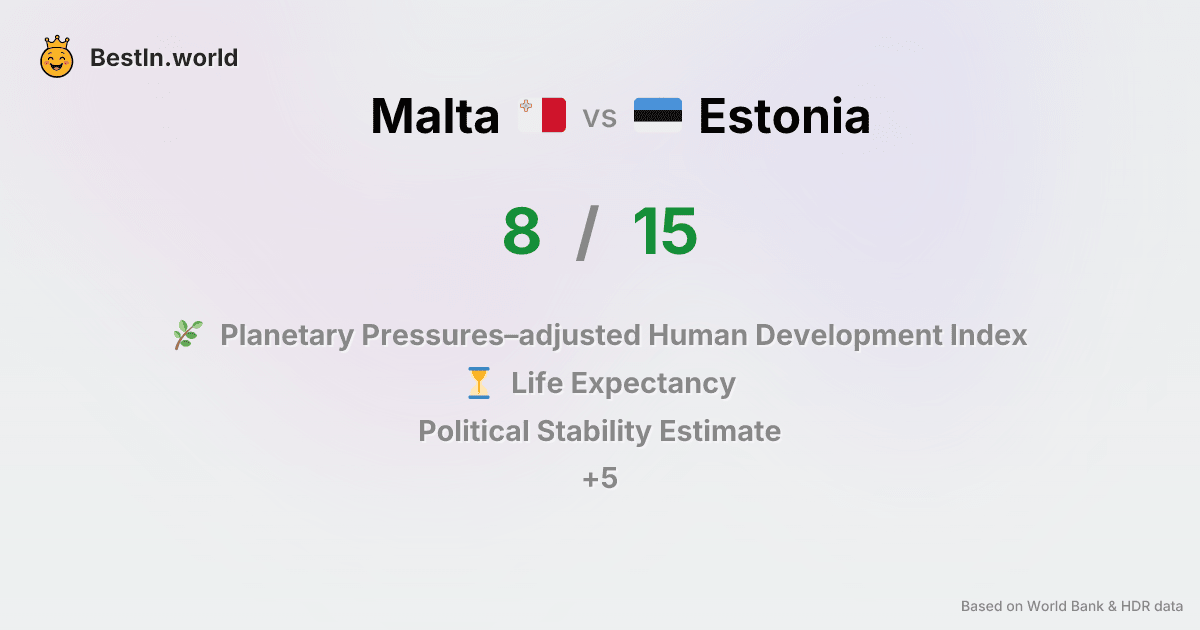 BestIn.world
Malta vs Estonia
8 / 15
Planetary Pressures–adjusted Human Development Index
Life Expectancy
Political Stability Estimate
+5
Based on World Bank & HDR data